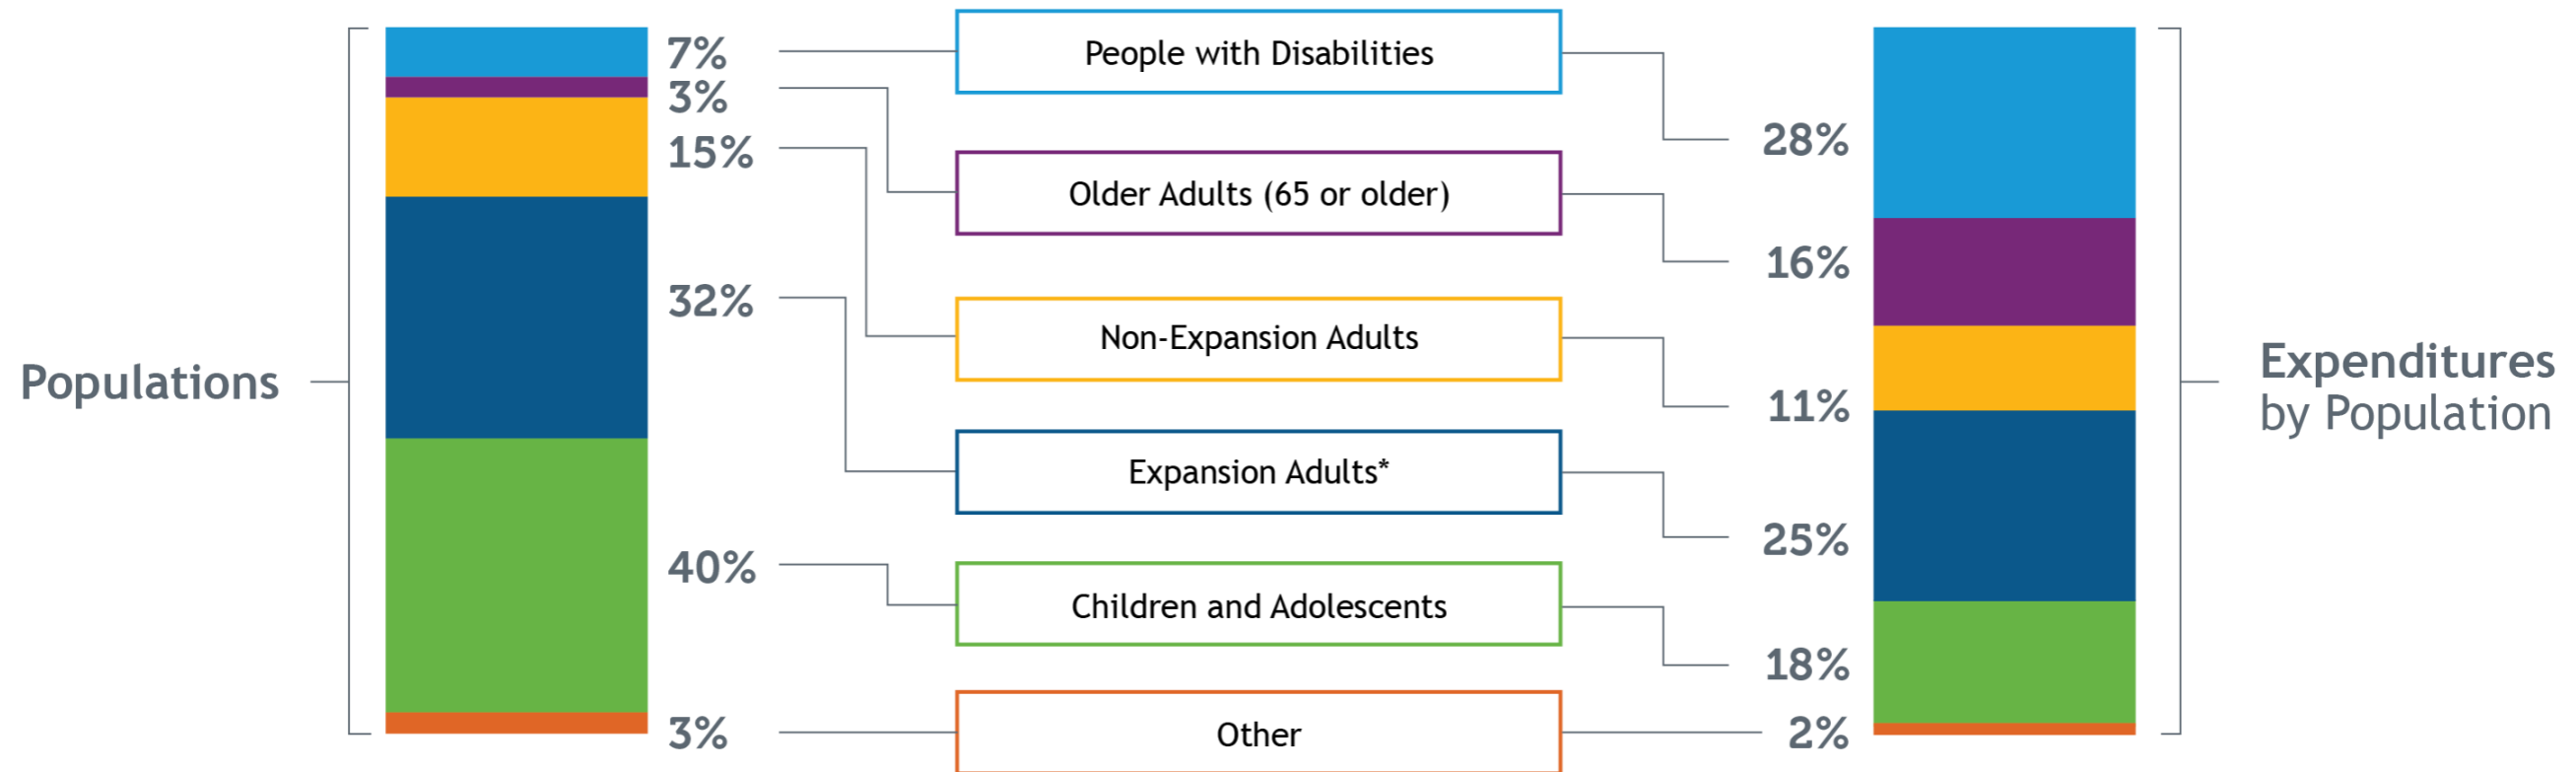 Populations
7%
3%
15%
32%
40%
3%
People with Disabilities
Older Adults (65 or older)
Non-Expansion Adults
Expansion Adults*
Children and Adolescents
Other
28%
16%
11%
25%
18%
2%
Expenditures
by Population